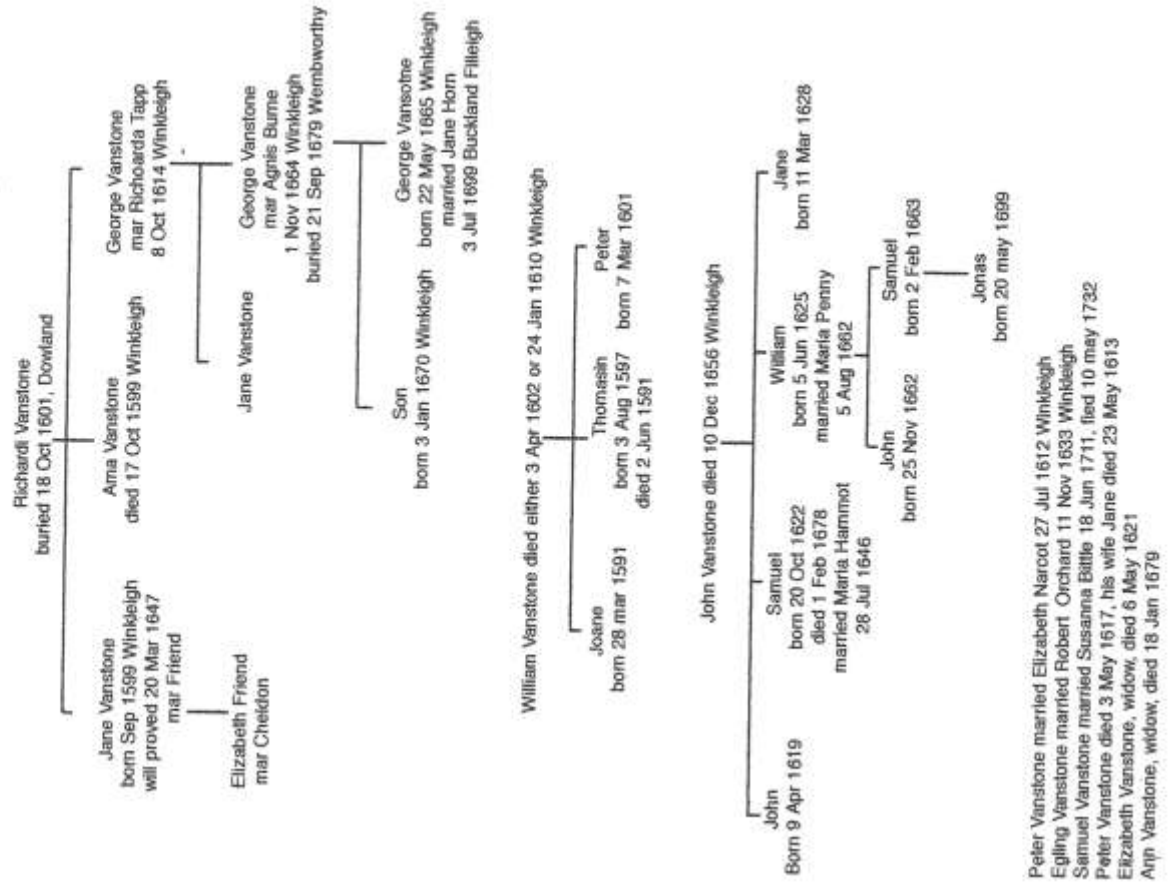 Richardi Vanstone
buried 18 Oct 1601, Dowland
Jane Vanstone
born Sep 1599 Winkleigh
will proved 20 Mar 1647
mar Friend
Ama Vanstone
died 17 Oct 1599 Winkleigh
George Vanstone
mar Richoarda Tapp
8 Oct 1614 Winkleigh
Elizabeth Friend
mar Cheldon
Jane Vanstone
George Vanstone
mar Agnis Burne
1 Nov 1664 Winkleigh
buried 21 Sep 1679 Wembworthy
Son
born 3 Jan 1670 Winkleigh
George Vansotne
born 22 May 1665 Winkleigh
married Jane Horn
3 Jul 1699 Buckland Filleigh
William Vanstone died either 3 Apr 1602 or 24 Jan 1610 Winkleigh
Joane
born 28 mar 1591
Thomasin
born 3 Aug 1597
died 2 Jun 1591
Peter
born 7 Mar 1601
John Vanstone died 10 Dec 1656 Winkleigh
John
Born 9 Apr 1619
Samuel
born 20 Oct 1622
died 1 Feb 1678
married Maria Hammot
28 Jul 1646
William
born 5 Jun 1625
married Maria Penny
5 Aug 1662
Jane
born 11 Mar 1628
John
born 25 Nov 1662
Samuel
born 2 Feb 1663
Jonas
born 20 may 1699
Peter Vanstone married Elizabeth Narcot 27 Jul 1612 Winkleigh
Egling Vanstone married Robert Orchard 11 Nov 1633 Winkleigh
Samuel Vanstone married Susanna Bittle 18 Jun 1711, fied 10 may 1732
Peter Vanstone died 3 May 1617, his wife Jane died 23 May 1613
Elizabeth Vanstone, widow, died 6 May 1621
Ann Vanstone, widow, died 18 Jan 1679